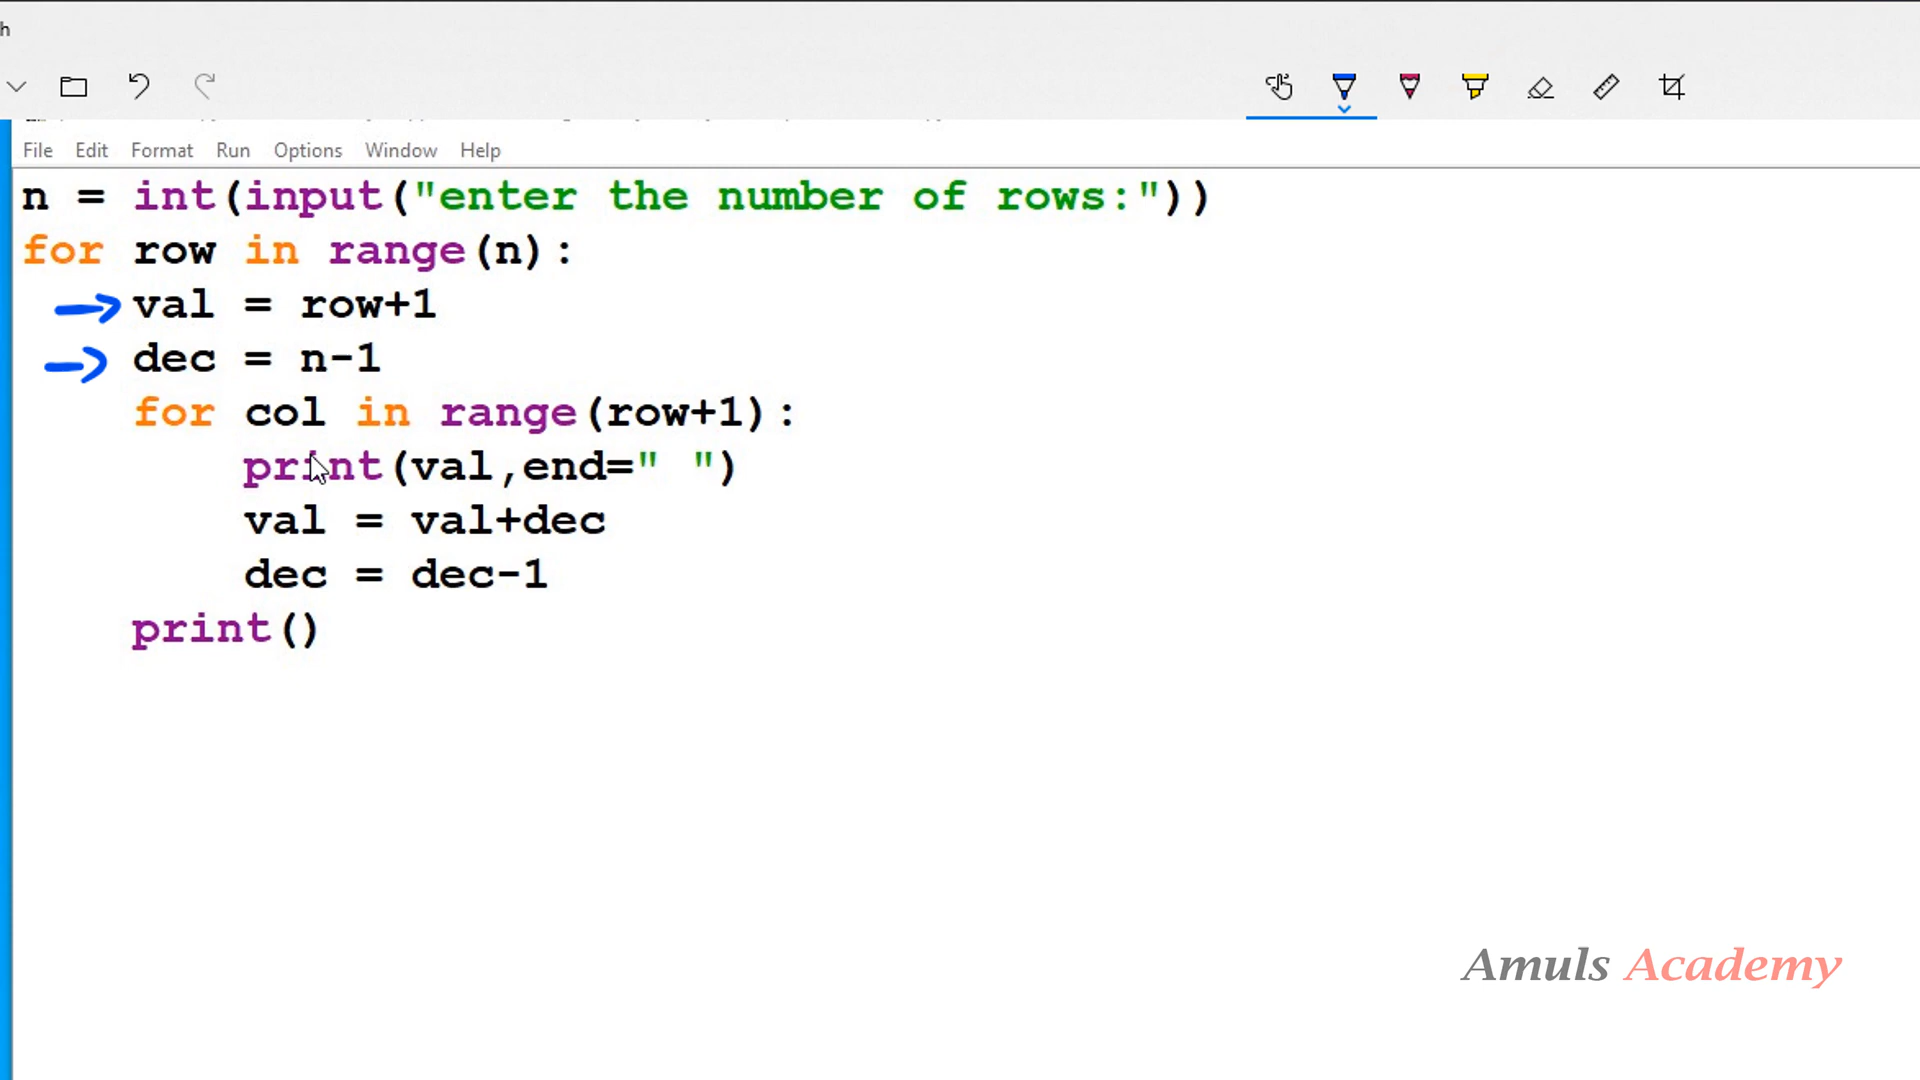 h
File Edit Format Run Options Window Help
n = int(input("enter the number of rows:"))
for row in range(n):
    val = row+1
    dec = n-1
    for col in range(row+1):
        print(val,end=" ")
        val = val+dec
        dec = dec-1
    print()
Amuls Academy